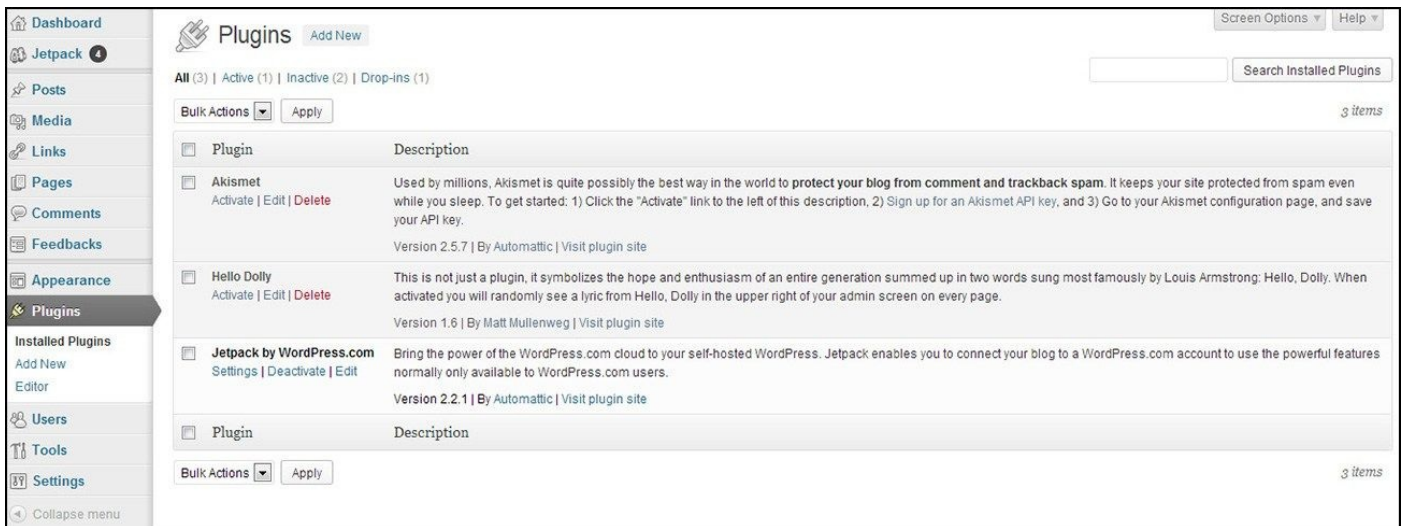 Dashboard
Jetpack 4
Posts
Media
Links
Pages
Comments
Feedbacks
Appearance
Plugins
Installed Plugins
Add New
Editor
Users
Tools
Settings
Collapse menu
Screen Options Help
Plugins Add New
All (3) | Active (1) | Inactive (2) | Drop-ins (1)
Search Installed Plugins
Bulk Actions Apply
3 items
Plugin Description
Akismet
Activate | Edit | Delete
Used by millions, Akismet is quite possibly the best way in the world to protect your blog from comment and trackback spam. It keeps your site protected from spam even
while you sleep. To get started: 1) Click the "Activate" link to the left of this description, 2) Sign up for an Akismet API key, and 3) Go to your Akismet configuration page, and save
your API key.
Version 2.5.7 | By Automattic | Visit plugin site
Hello Dolly
Activate | Edit | Delete
This is not just a plugin, it symbolizes the hope and enthusiasm of an entire generation summed up in two words sung most famously by Louis Armstrong: Hello, Dolly. When
activated you will randomly see a lyric from Hello, Dolly in the upper right of your admin screen on every page.
Version 1.6 | By Matt Mullenweg | Visit plugin site
Jetpack by WordPress.com
Settings | Deactivate | Edit
Bring the power of the WordPress.com cloud to your self-hosted WordPress. Jetpack enables you to connect your blog to a WordPress.com account to use the powerful features
normally only available to WordPress.com users.
Version 2.2.1 | By Automattic | Visit plugin site
Plugin Description
Bulk Actions Apply
3 items